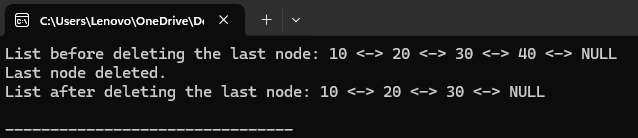 C:\Users\Lenovo\OneDrive\De
List before deleting the last node: 10 <-> 20 <-> 30 <-> 40 <-> NULL
Last node deleted.
List after deleting the last node: 10 <-> 20 <-> 30 <-> NULL
--------------------------------